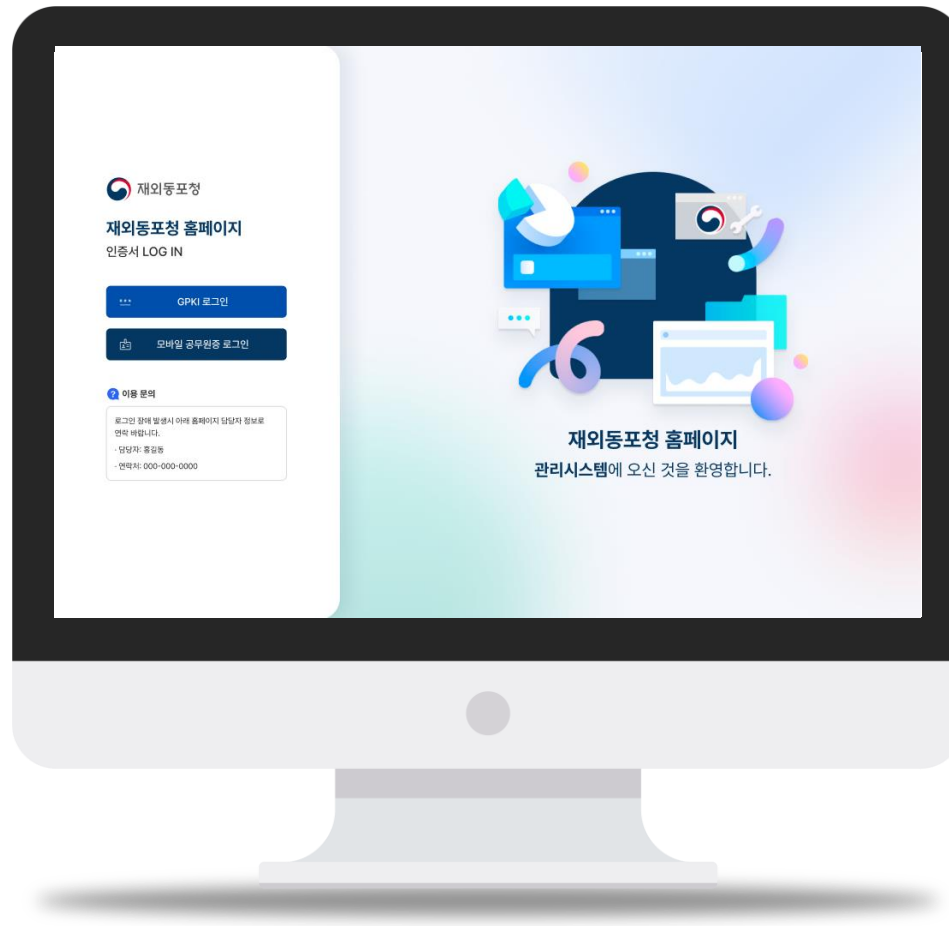 재외동포청
재외동포청 홈페이지
인증서 LOG IN
GPKI 로그인
모바일 공무원증 로그인
이용 문의
로그인 장애 발생시 아래 홈페이지 담당자 정보로
연락 바랍니다.
- 담당자: 홍길동
- 연락처: 000-000-0000
재외동포청 홈페이지
관리시스템에 오신 것을 환영합니다.